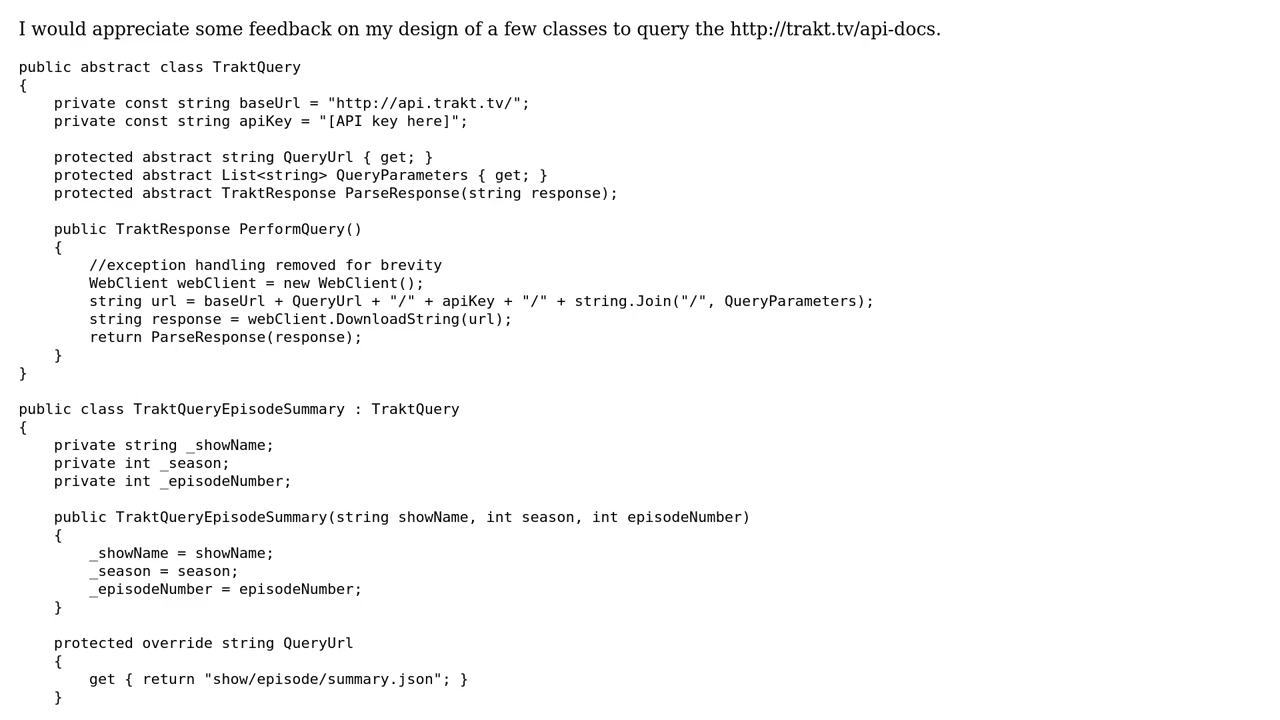 I would appreciate some feedback on my design of a few classes to query the http://trakt.tv/api-docs.
public abstract class TraktQuery
{
    private const string baseUrl = "http://api.trakt.tv/";
    private const string apiKey = "[API key here]";

    protected abstract string QueryUrl { get; }
    protected abstract List<string> QueryParameters { get; }
    protected abstract TraktResponse ParseResponse(string response);

    public TraktResponse PerformQuery()
    {
        //exception handling removed for brevity
        WebClient webClient = new WebClient();
        string url = baseUrl + QueryUrl + "/" + apiKey + "/" + string.Join("/", QueryParameters);
        string response = webClient.DownloadString(url);
        return ParseResponse(response);
    }
}

public class TraktQueryEpisodeSummary : TraktQuery
{
    private string _showName;
    private int _season;
    private int _episodeNumber;

    public TraktQueryEpisodeSummary(string showName, int season, int episodeNumber)
    {
        _showName = showName;
        _season = season;
        _episodeNumber = episodeNumber;
    }

    protected override string QueryUrl
    {
        get { return "show/episode/summary.json"; }
    }